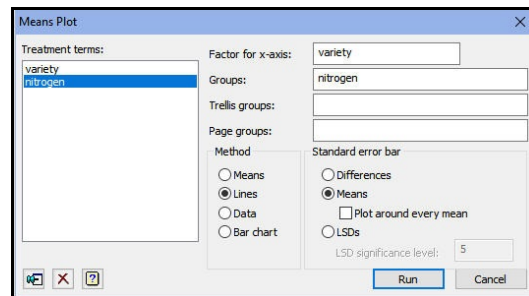 Means Plot
Treatment terms:
variety
nitrogen
Factor for x-axis: variety
Groups: nitrogen
Trellis groups:
Page groups:
Method
Means
Lines
Data
Bar chart
Standard error bar
Differences
Means
Plot around every mean
LSDs
LSD significance level: 5
Run Cancel